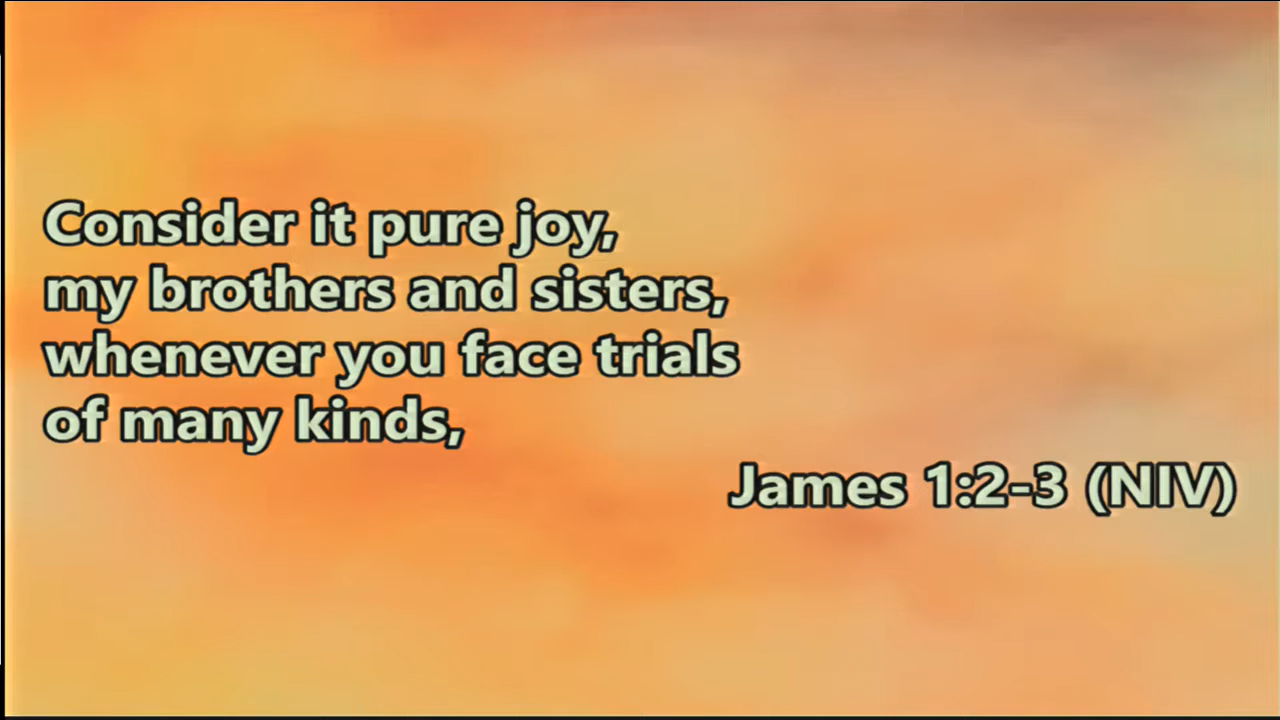 Consider it pure joy,
my brothers and sisters,
whenever you face trials
of many kinds,
James 1:2-3 (NIV)